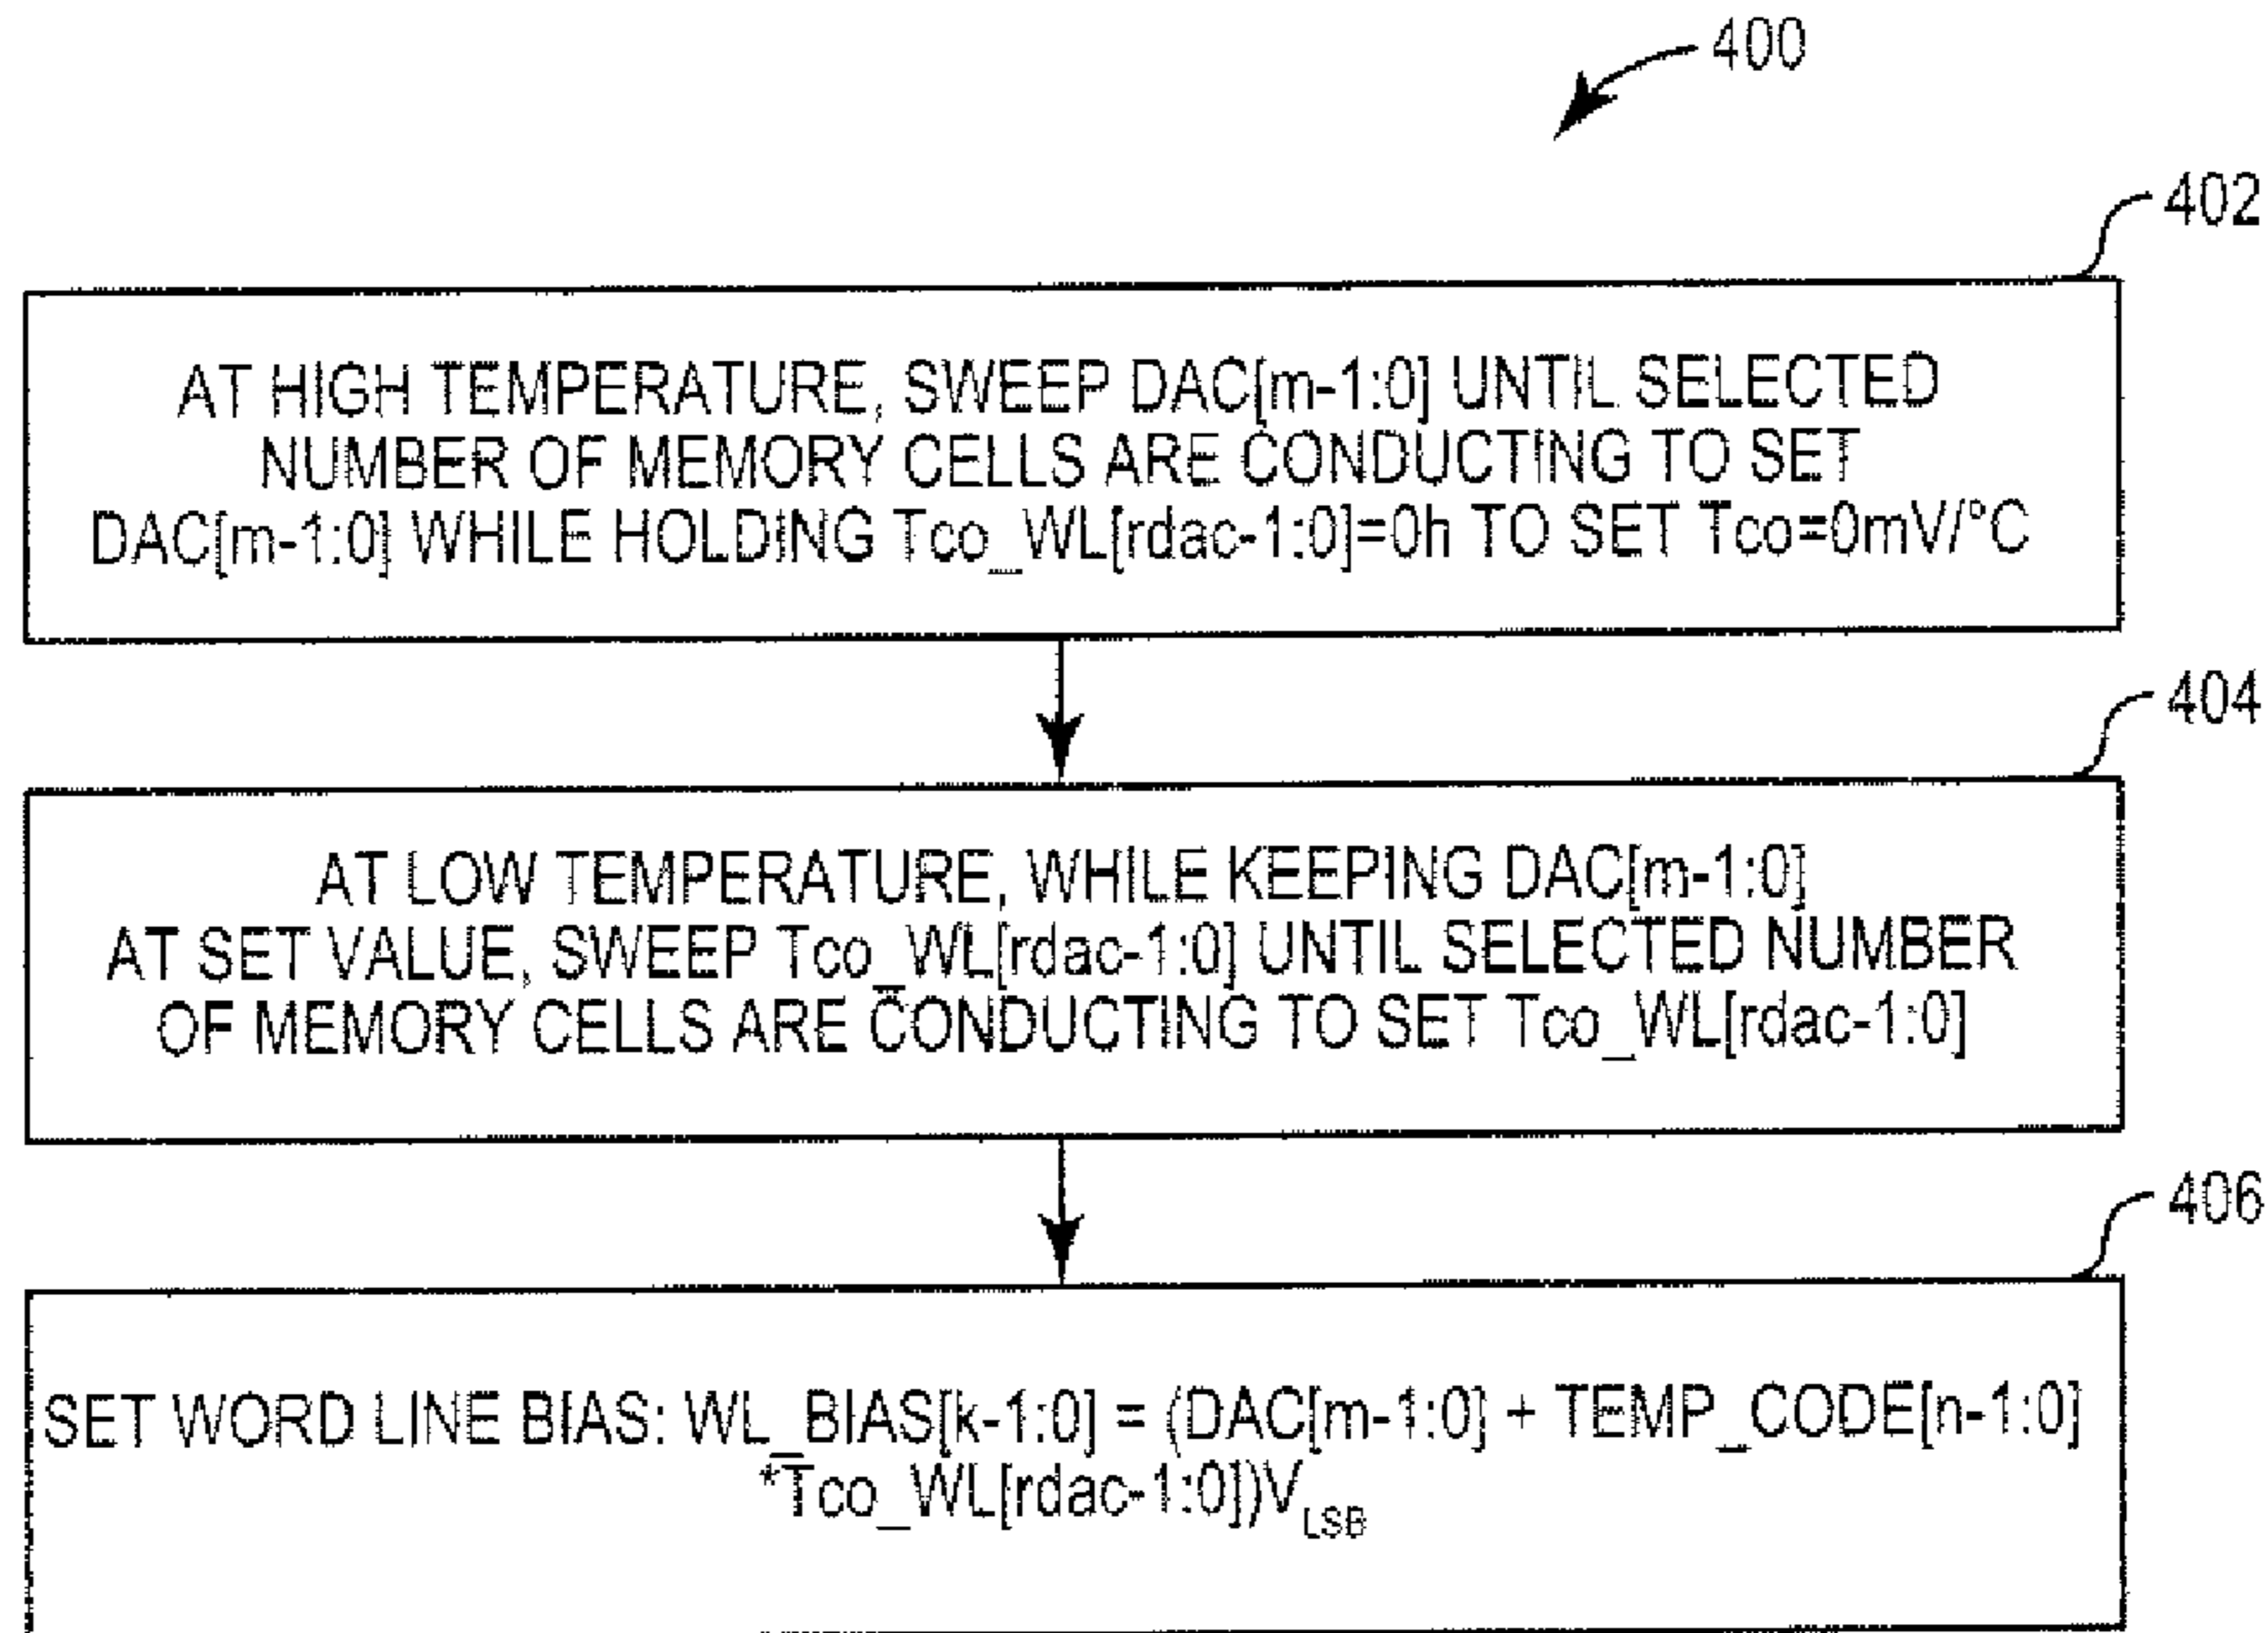 400
402
AT HIGH TEMPERATURE, SWEEP DAC[m-1:0] UNTIL SELECTED
NUMBER OF MEMORY CELLS ARE CONDUCTING TO SET
DAC[m-1:0] WHILE HOLDING Tco_WL[rdac-1:0]=0h TO SET Tco=0mV/°C
404
AT LOW TEMPERATURE, WHILE KEEPING DAC[m-1:0]
AT SET VALUE, SWEEP Tco_WL[rdac-1:0] UNTIL SELECTED NUMBER
OF MEMORY CELLS ARE CONDUCTING TO SET Tco_WL[rdac-1:0]
406
SET WORD LINE BIAS: WL_BIAS[k-1:0] = (DAC[m-1:0] + TEMP_CODE[n-1:0]
*Tco_WL[rdac-1:0])V_LSB